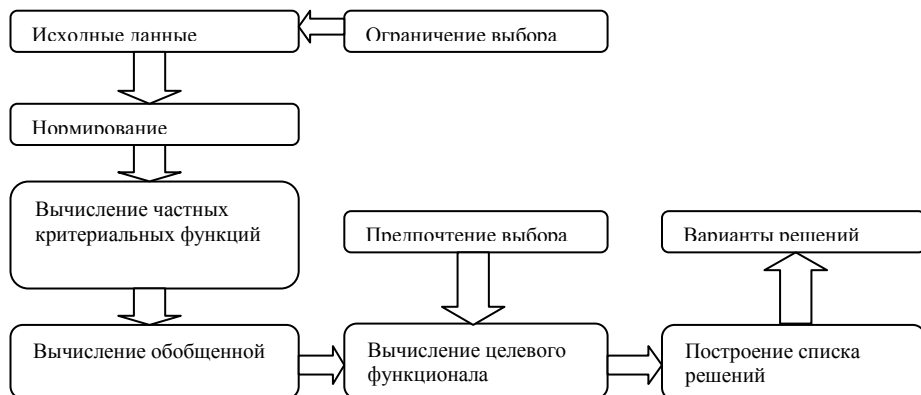 Исходные данные
Ограничение выбора
Нормирование
Вычисление частных
критериальных функций
Предпочтение выбора
Варианты решений
Вычисление обобщенной
Вычисление целевого
функционала
Построение списка
решений